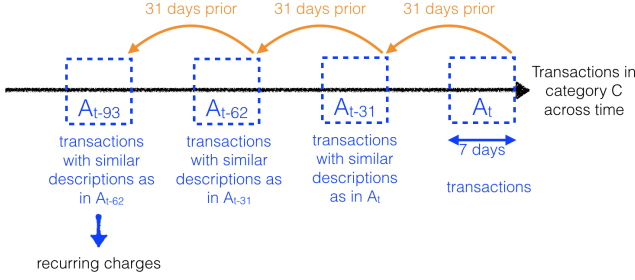 31 days prior 31 days prior 31 days prior
Transactions in
category C
across time
At-93 At-62 At-31 At
7 days
transactions
with similar
descriptions as
in At-62
transactions
with similar
descriptions as
in At-31
transactions
with similar
descriptions
as in At
transactions
recurring charges